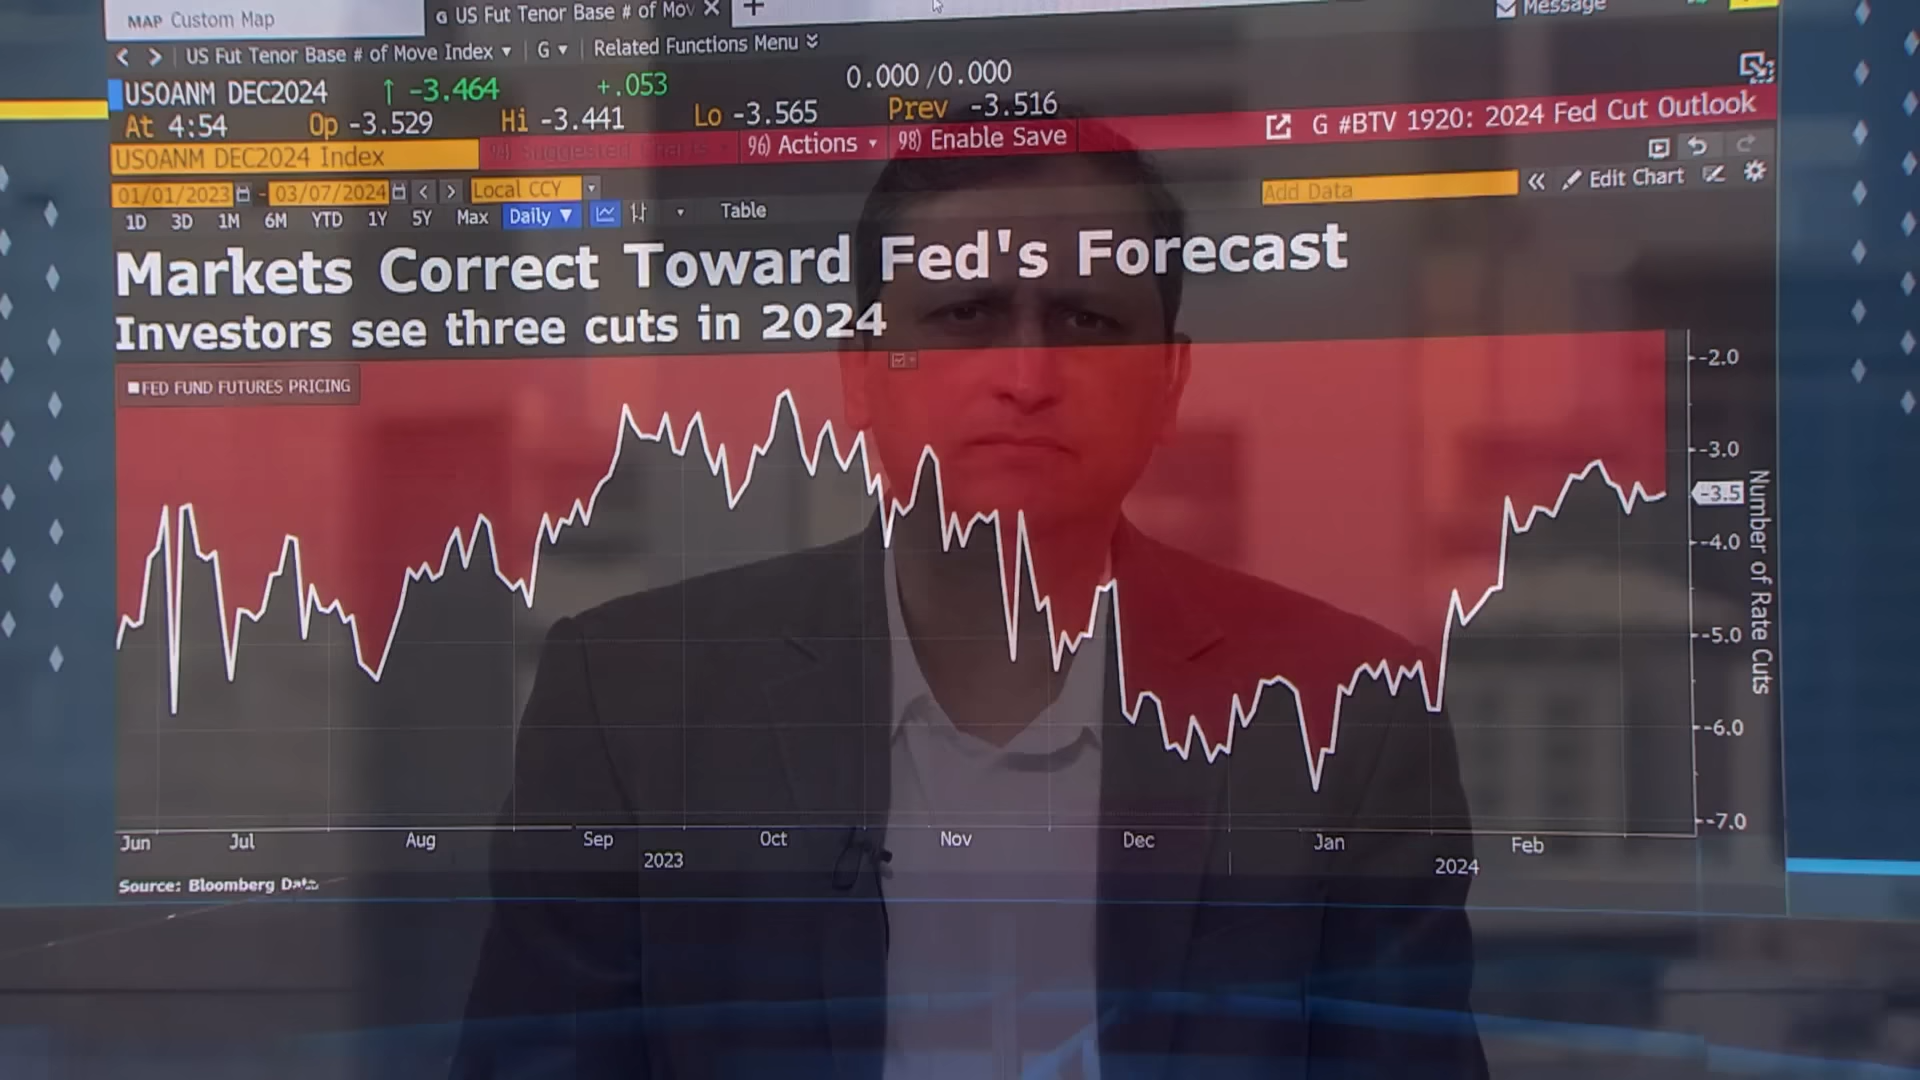 MAP Custom Map
G US Fut Tenor Base # of Mov
Message
US Fut Tenor Base # of Move Index G Related Functions Menu
US0ANM DEC2024 ↑ -3.464 +.053 0.000 /0.000
At 4:54 Op -3.529 Hi -3.441 Lo -3.565 Prev -3.516
US0ANM DEC2024 Index 94) Suggested Charts 96) Actions 98) Enable Save G #BTV 1920: 2024 Fed Cut Outlook
01/01/2023 - 03/07/2024 Local CCY Add Data « Edit Chart
1D 3D 1M 6M YTD 1Y 5Y Max Daily ▼ Table
Markets Correct Toward Fed's Forecast
Investors see three cuts in 2024
FED FUND FUTURES PRICING
-2.0
-3.0
-3.5
-4.0
-5.0
-6.0
-7.0
Number of Rate Cuts
Jun Jul Aug Sep Oct Nov Dec Jan Feb
2023 2024
Source: Bloomberg Data